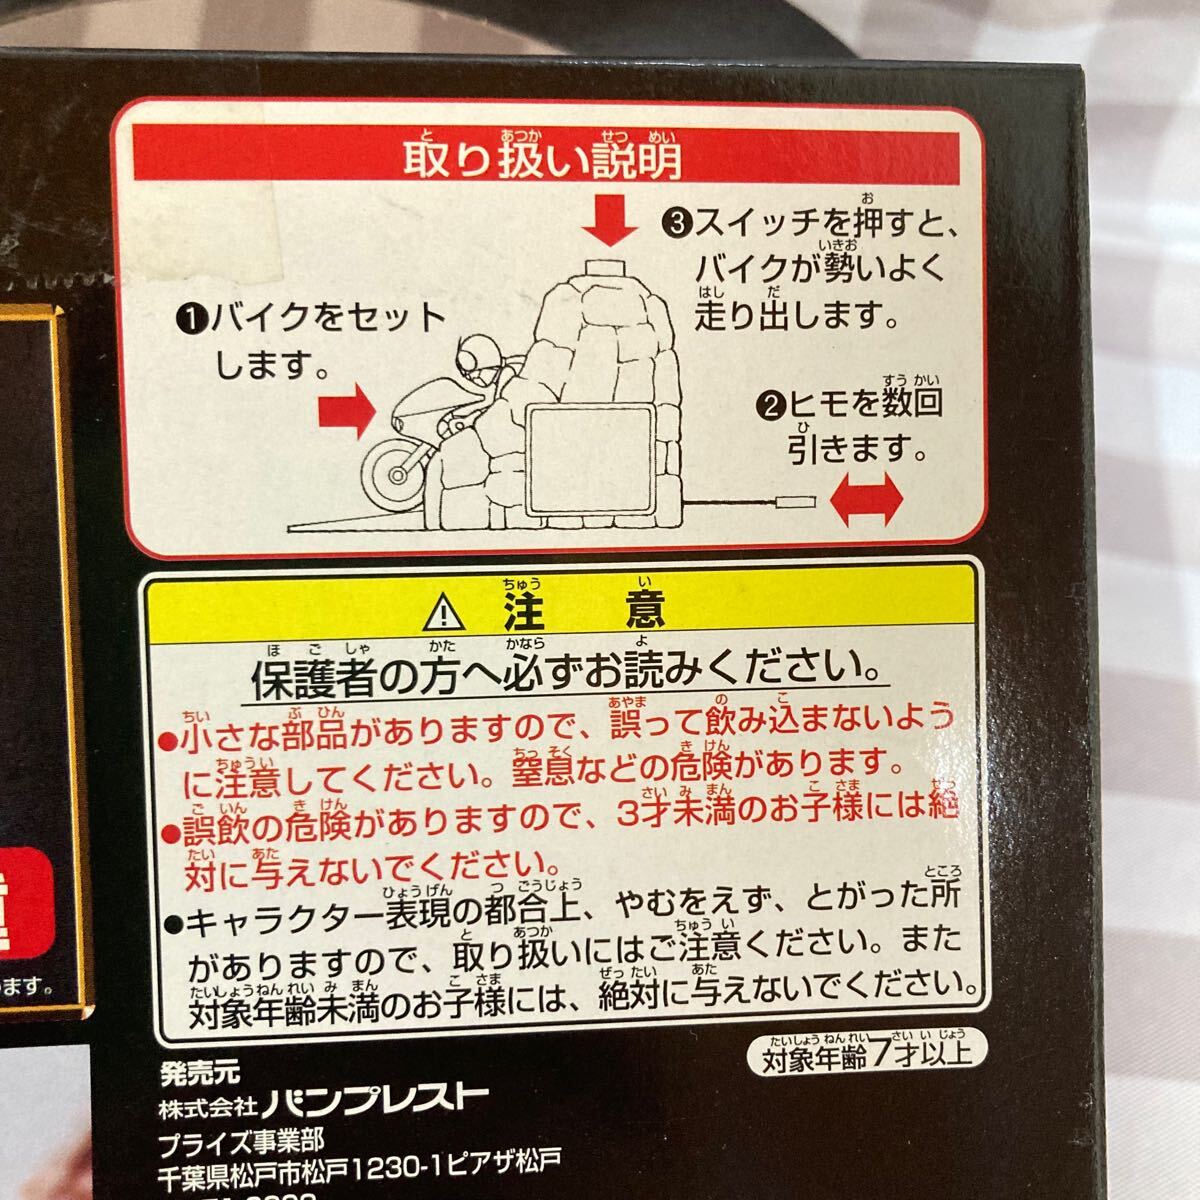 取り扱い説明
❶バイクをセット
します。
❸スイッチを押すと、
バイクが勢いよく
走り出します。
❷ヒモを数回
引きます。
⚠ 注意
保護者の方へ必ずお読みください。
●小さな部品がありますので、誤って飲み込まないよう
に注意してください。窒息などの危険があります。
●誤飲の危険がありますので、3才未満のお子様には絶
対に与えないでください。
●キャラクター表現の都合上、やむをえず、とがった所
がありますので、取り扱いにはご注意ください。また
対象年齢未満のお子様には、絶対に与えないでください。
対象年齢7才以上
発売元
株式会社バンプレスト
プライズ事業部
千葉県松戸市松戸1230-1ピアザ松戸
ます。